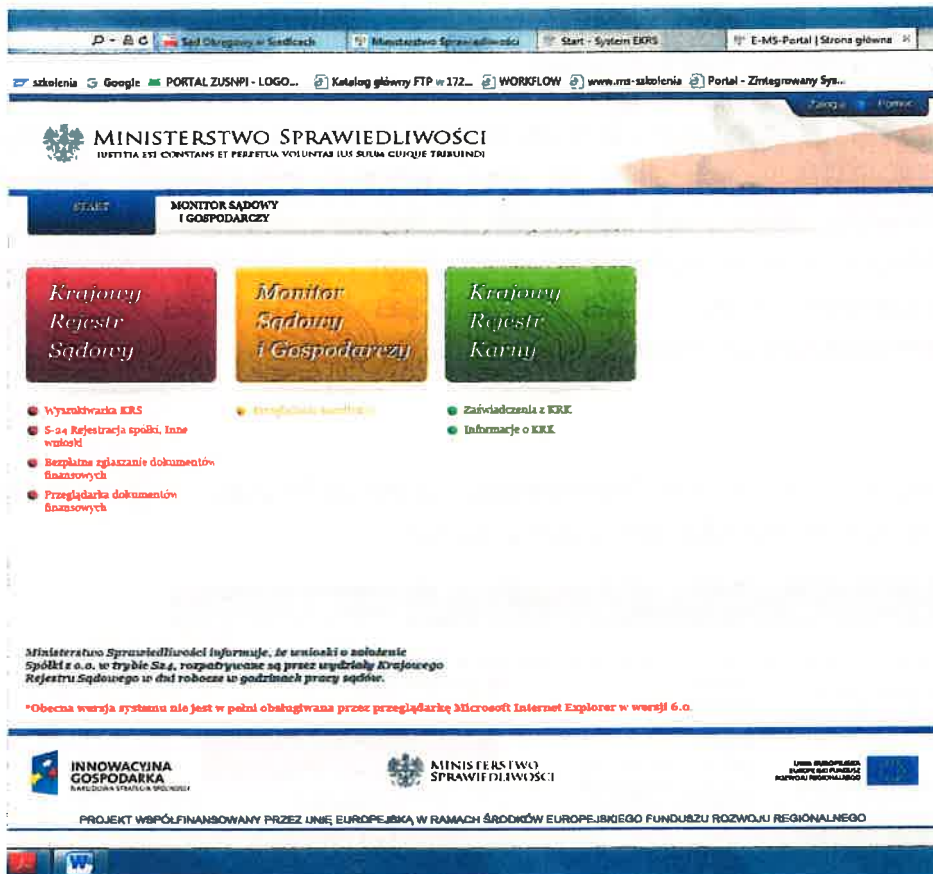 Sąd Okręgowy w Siedlcach
Ministerstwo Sprawiedliwości
Start - System EKRS
E-MS-Portal | Strona główna
szkolenia
Google
PORTAL ZUSNPI - LOGO...
Katalog główny FTP w 172...
WORKFLOW
www.ms-szkolenia
Portal - Zintegrowany Sys...
Zaloguj
Pomoc
MINISTERSTWO SPRAWIEDLIWOŚCI
IUSTITIA EST CONSTANS ET PERPETUA VOLUNTAS IUS SUUM CUIQUE TRIBUENDI
START
MONITOR SĄDOWY
I GOSPODARCZY
Krajowy
Rejestr
Sądowy
Monitor
Sądowy
i Gospodarczy
Krajowy
Rejestr
Karny
Wyszukiwarka KRS
S-24 Rejestracja spółki, Inne
wnioski
Bezpłatne zgłaszanie dokumentów
finansowych
Przeglądarka dokumentów
finansowych
Zaświadczenia z KRK
Informacje o KRK
Ministerstwo Sprawiedliwości informuje, że wnioski o założenie
Spółki z o.o. w trybie S24, rozpatrywane są przez wydziały Krajowego
Rejestru Sądowego w dni robocze w godzinach pracy sądów.
*Obecna wersja systemu nie jest w pełni obsługiwana przez przeglądarkę Microsoft Internet Explorer w wersji 6.0.
INNOWACYJNA
GOSPODARKA
NARODOWA STRATEGIA SPÓJNOŚCI
MINISTERSTWO
SPRAWIEDLIWOŚCI
UNIA EUROPEJSKA
EUROPEJSKI FUNDUSZ
ROZWOJU REGIONALNEGO
PROJEKT WSPÓŁFINANSOWANY PRZEZ UNIĘ EUROPEJSKĄ W RAMACH ŚRODKÓW EUROPEJSKIEGO FUNDUSZU ROZWOJU REGIONALNEGO